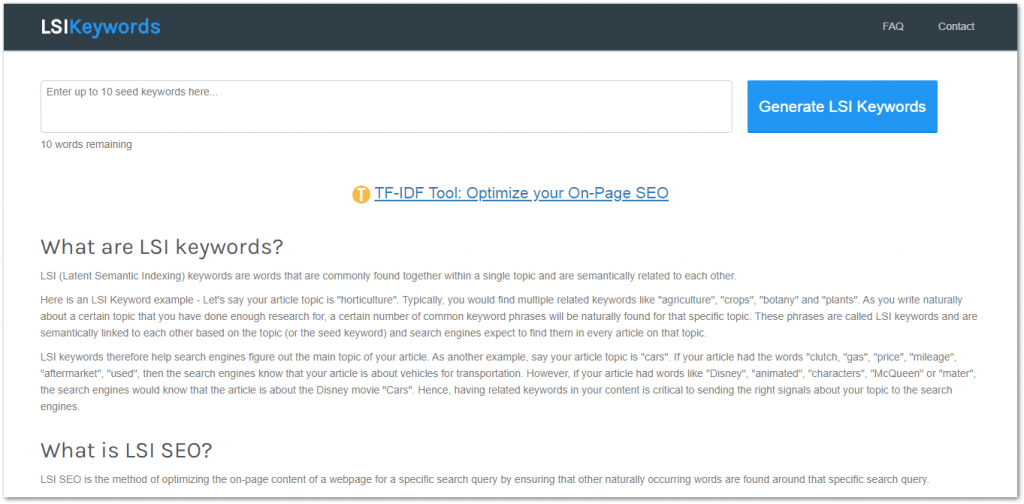 LSIKeywords
FAQ
Contact
Enter up to 10 seed keywords here...
Generate LSI Keywords
10 words remaining
T TF-IDF Tool: Optimize your On-Page SEO
What are LSI keywords?
LSI (Latent Semantic Indexing) keywords are words that are commonly found together within a single topic and are semantically related to each other.
Here is an LSI Keyword example - Let's say your article topic is "horticulture". Typically, you would find multiple related keywords like "agriculture", "crops", "botany" and "plants". As you write naturally
about a certain topic that you have done enough research for, a certain number of common keyword phrases will be naturally found for that specific topic. These phrases are called LSI keywords and are
semantically linked to each other based on the topic (or the seed keyword) and search engines expect to find them in every article on that topic.
LSI keywords therefore help search engines figure out the main topic of your article. As another example, say your article topic is "cars". If your article had the words "clutch, "gas", "price", "mileage",
"aftermarket", "used", then the search engines know that your article is about vehicles for transportation. However, if your article had words like "Disney", "animated", "characters", "McQueen" or "mater",
the search engines would know that the article is about the Disney movie "Cars". Hence, having related keywords in your content is critical to sending the right signals about your topic to the search
engines.
What is LSI SEO?
LSI SEO is the method of optimizing the on-page content of a webpage for a specific search query by ensuring that other naturally occurring words are found around that specific search query.